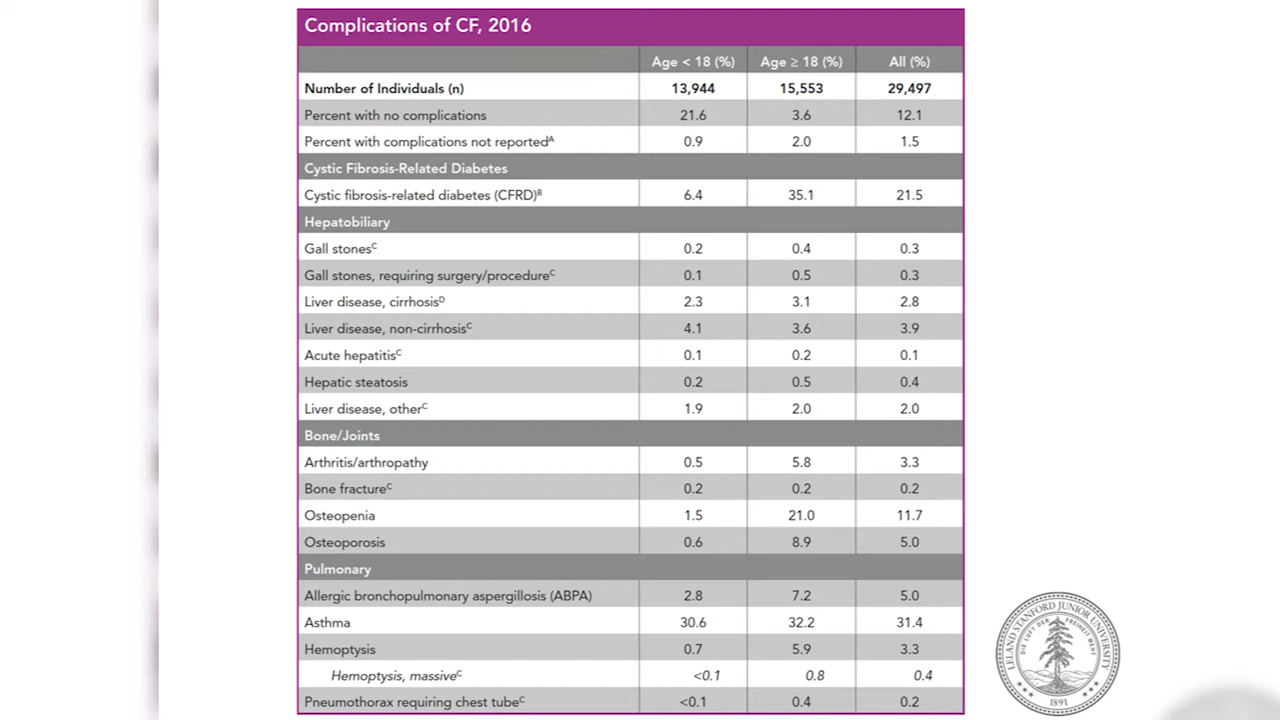 Complications of CF, 2016
Age < 18 (%) Age ≥ 18 (%) All (%)
Number of Individuals (n) 13,944 15,553 29,497
Percent with no complications 21.6 3.6 12.1
Percent with complications not reportedᴬ 0.9 2.0 1.5
Cystic Fibrosis-Related Diabetes
Cystic fibrosis-related diabetes (CFRD)ᴮ 6.4 35.1 21.5
Hepatobiliary
Gall stonesᶜ 0.2 0.4 0.3
Gall stones, requiring surgery/procedureᶜ 0.1 0.5 0.3
Liver disease, cirrhosisᴰ 2.3 3.1 2.8
Liver disease, non-cirrhosisᶜ 4.1 3.6 3.9
Acute hepatitisᶜ 0.1 0.2 0.1
Hepatic steatosis 0.2 0.5 0.4
Liver disease, otherᶜ 1.9 2.0 2.0
Bone/Joints
Arthritis/arthropathy 0.5 5.8 3.3
Bone fractureᶜ 0.2 0.2 0.2
Osteopenia 1.5 21.0 11.7
Osteoporosis 0.6 8.9 5.0
Pulmonary
Allergic bronchopulmonary aspergillosis (ABPA) 2.8 7.2 5.0
Asthma 30.6 32.2 31.4
Hemoptysis 0.7 5.9 3.3
Hemoptysis, massiveᶜ <0.1 0.8 0.4
Pneumothorax requiring chest tubeᶜ <0.1 0.4 0.2
LELAND STANFORD JUNIOR UNIVERSITY
DIE LUFT DER FREIHEIT WEHT
1891